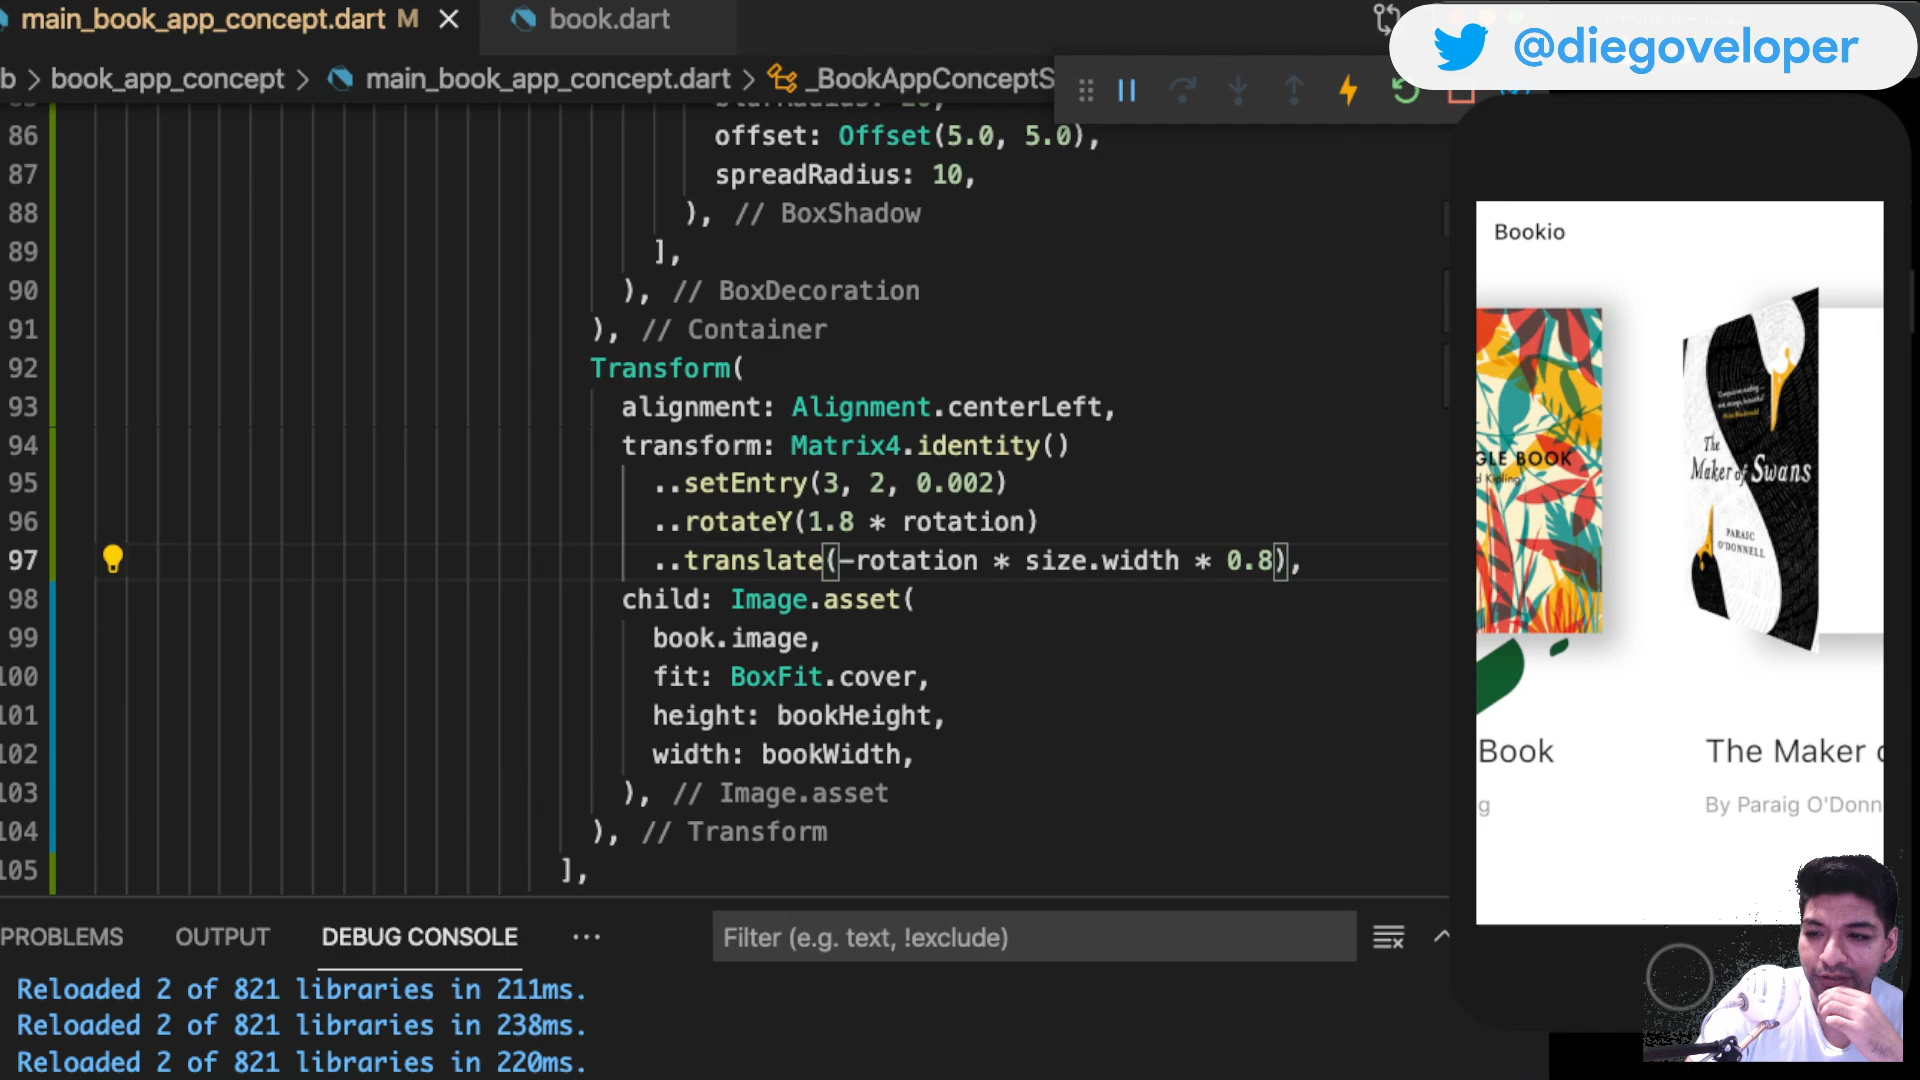 main_book_app_concept.dart M
book.dart
@diegoveloper
b > book_app_concept > main_book_app_concept.dart > _BookAppConceptS
86 offset: Offset(5.0, 5.0),
87 spreadRadius: 10,
88 ), // BoxShadow
89 ],
90 ), // BoxDecoration
91 ), // Container
92 Transform(
93 alignment: Alignment.centerLeft,
94 transform: Matrix4.identity()
95 ..setEntry(3, 2, 0.002)
96 ..rotateY(1.8 * rotation)
97 ..translate(-rotation * size.width * 0.8),
98 child: Image.asset(
99 book.image,
100 fit: BoxFit.cover,
101 height: bookHeight,
102 width: bookWidth,
103 ), // Image.asset
104 ), // Transform
105 ],
PROBLEMS OUTPUT DEBUG CONSOLE ...
Filter (e.g. text, !exclude)
Reloaded 2 of 821 libraries in 211ms.
Reloaded 2 of 821 libraries in 238ms.
Reloaded 2 of 821 libraries in 220ms.
Bookio
GLE BOOK
d Kipling
The
Maker of Swans
PARAIC
O'DONNELL
Book
g
The Maker
By Paraig O'Donn